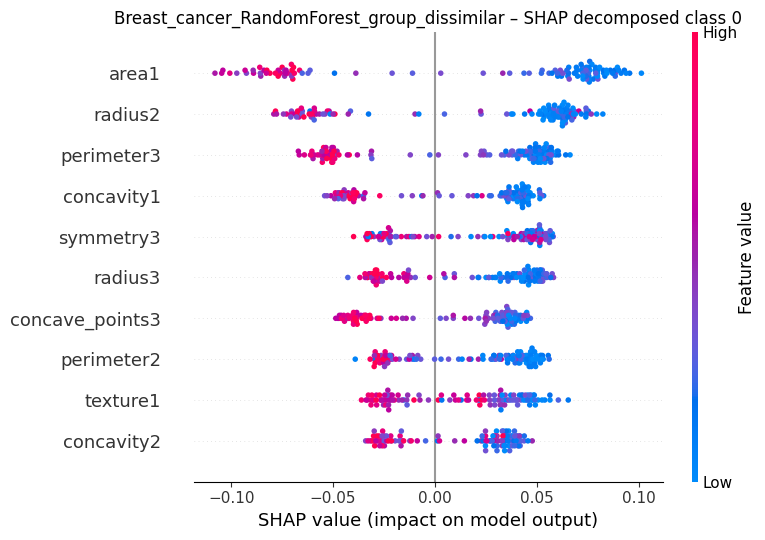 Breast_cancer_RandomForest_group_dissimilar – SHAP decomposed class 0
High
area1
radius2
perimeter3
concavity1
symmetry3
radius3
concave_points3
perimeter2
texture1
concavity2
Feature value
Low
−0.10 −0.05 0.00 0.05 0.10
SHAP value (impact on model output)